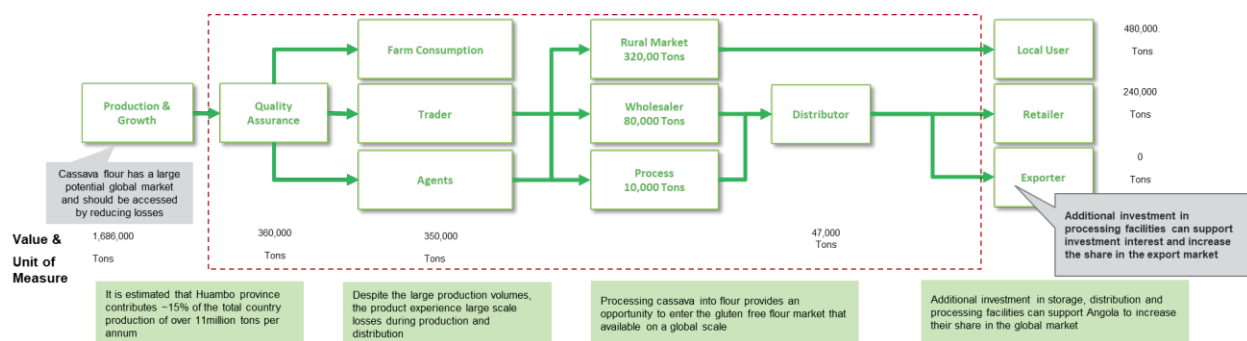 Farm Consumption
Rural Market
320,00 Tons
Local User
480,000.
Tons
Production &
Growth
Quality
Assurance
Trader
Wholesaler
80,000 Tons
Distributor
Retailer
240,000
Tons
Agents
Process
10,000 Tons
Exporter
0
Tons
Cassava flour has a large
potential global market
and should be accessed
by reducing losses
Additional investment in
processing facilities can support
investment interest and increase
the share in the export market
Value &
Unit of
Measure
1,686,000
Tons
360,000
Tons
350,000
Tons
47,000
Tons
It is estimated that Huambo province
contributes ~15% of the total country
production of over 11million tons per
annum
Despite the large production volumes,
the product experience large scale
losses during production and
distribution
Processing cassava into flour provides an
opportunity to enter the gluten free flour market that
available on a global scale
Additional investment in storage, distribution and
processing facilities can support Angola to increase
their share in the global market